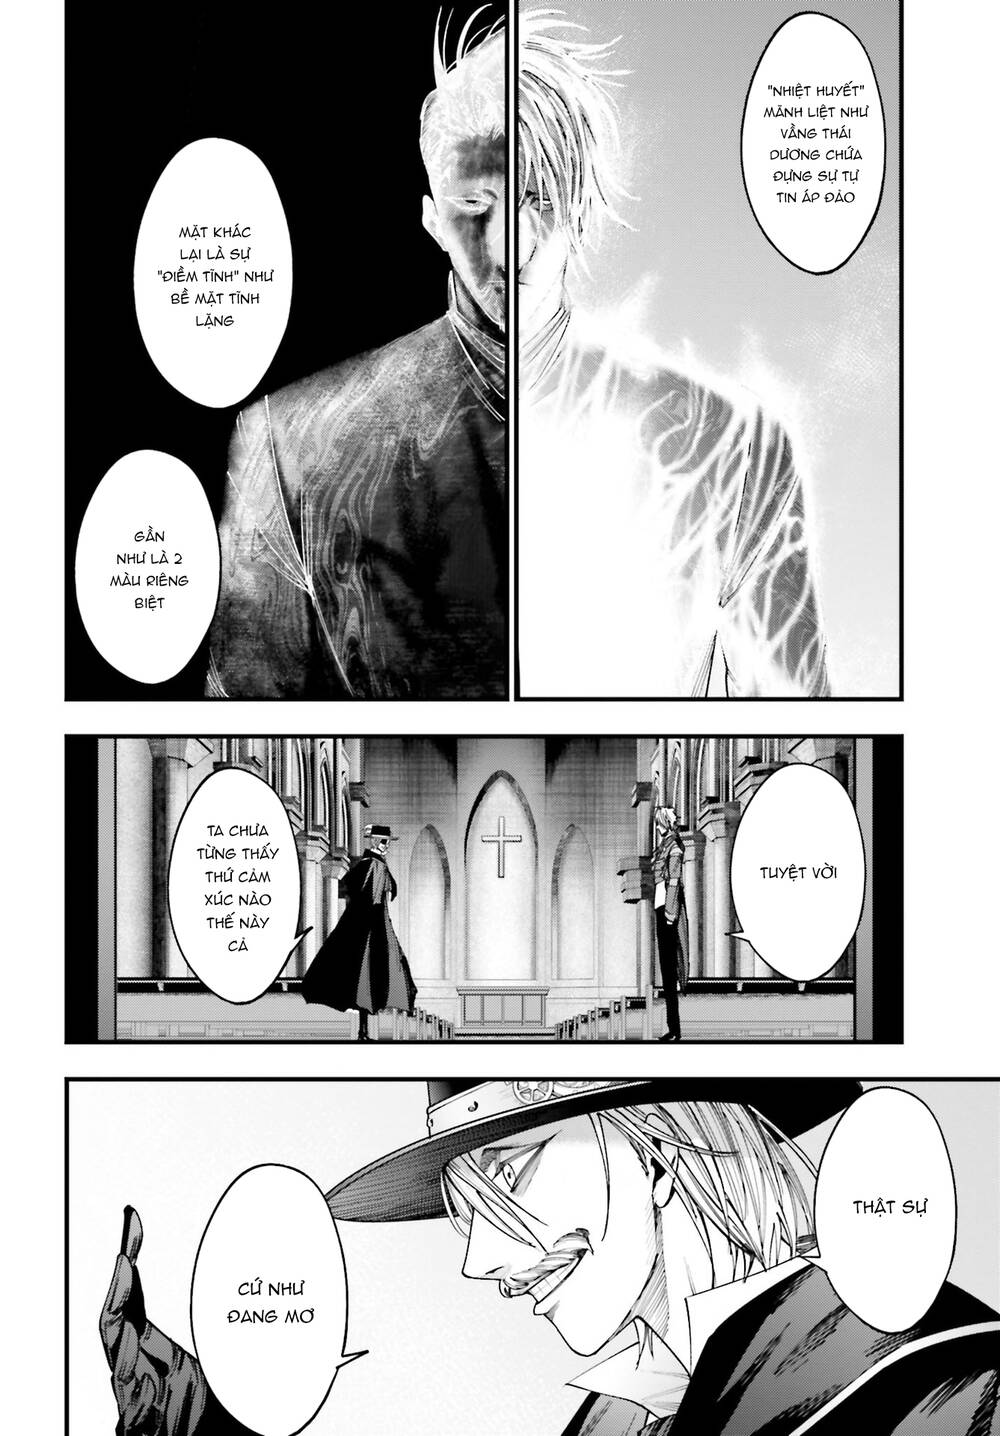 "NHIỆT HUYẾT"
MÃNH LIỆT NHƯ
VẦNG THÁI
DƯƠNG CHỨA
ĐỰNG SỰ TỰ
TIN ÁP ĐẢO
MẶT KHÁC
LẠI LÀ SỰ
"ĐIỀM TĨNH" NHƯ
BỀ MẶT TĨNH
LẶNG
GẦN
NHƯ LÀ 2
MÀU RIÊNG
BIỆT
TUYỆT VỜI
TA CHƯA
TỪNG THẤY
THỨ CẢM
XÚC NÀO
THẾ NÀY
CẢ
THẬT SỰ
CỨ NHƯ
ĐANG MƠ